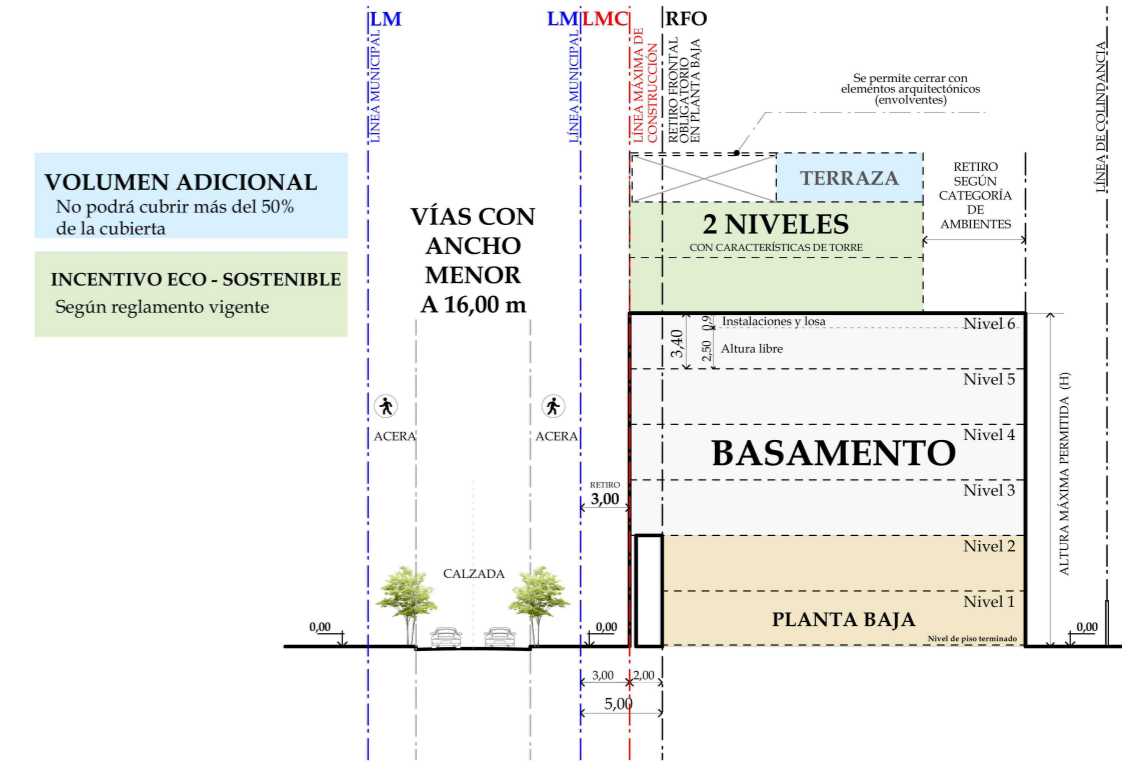 LM
LM
LMC
RFO
LÍNEA MUNICIPAL
LÍNEA MUNICIPAL
LÍNEA MÁXIMA DE
CONSTRUCCIÓN
RETIRO FRONTAL
OBLIGATORIO
EN PLANTA BAJA
LÍNEA DE COLINDANCIA
Se permite cerrar con
elementos arquitectónicos
(envolventes)
VOLUMEN ADICIONAL
No podrá cubrir más del 50%
de la cubierta
INCENTIVO ECO - SOSTENIBLE
Según reglamento vigente
VÍAS CON
ANCHO
MENOR
A 16,00 m
TERRAZA
RETIRO
SEGÚN
CATEGORÍA
DE
AMBIENTES
2 NIVELES
CON CARACTERÍSTICAS DE TORRE
3,40
0,9
2,50
Instalaciones y losa
Altura libre
Nivel 6
Nivel 5
Nivel 4
BASAMENTO
Nivel 3
Nivel 2
Nivel 1
PLANTA BAJA
Nivel de piso terminado
ALTURA MÁXIMA PERMITIDA (H)
ACERA
ACERA
RETIRO
3,00
CALZADA
0,00
0,00
0,00
3,00
2,00
5,00